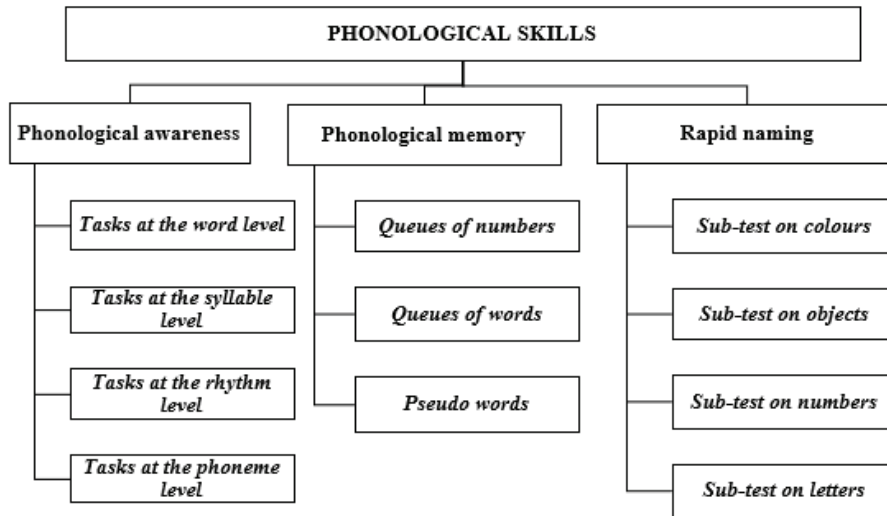 PHONOLOGICAL SKILLS
Phonological awareness
Tasks at the word level
Tasks at the syllable
level
Tasks at the rhythm
level
Tasks at the phoneme
level
Phonological memory
Queues of numbers
Queues of words
Pseudo words
Rapid naming
Sub-test on colours
Sub-test on objects
Sub-test on numbers
Sub-test on letters